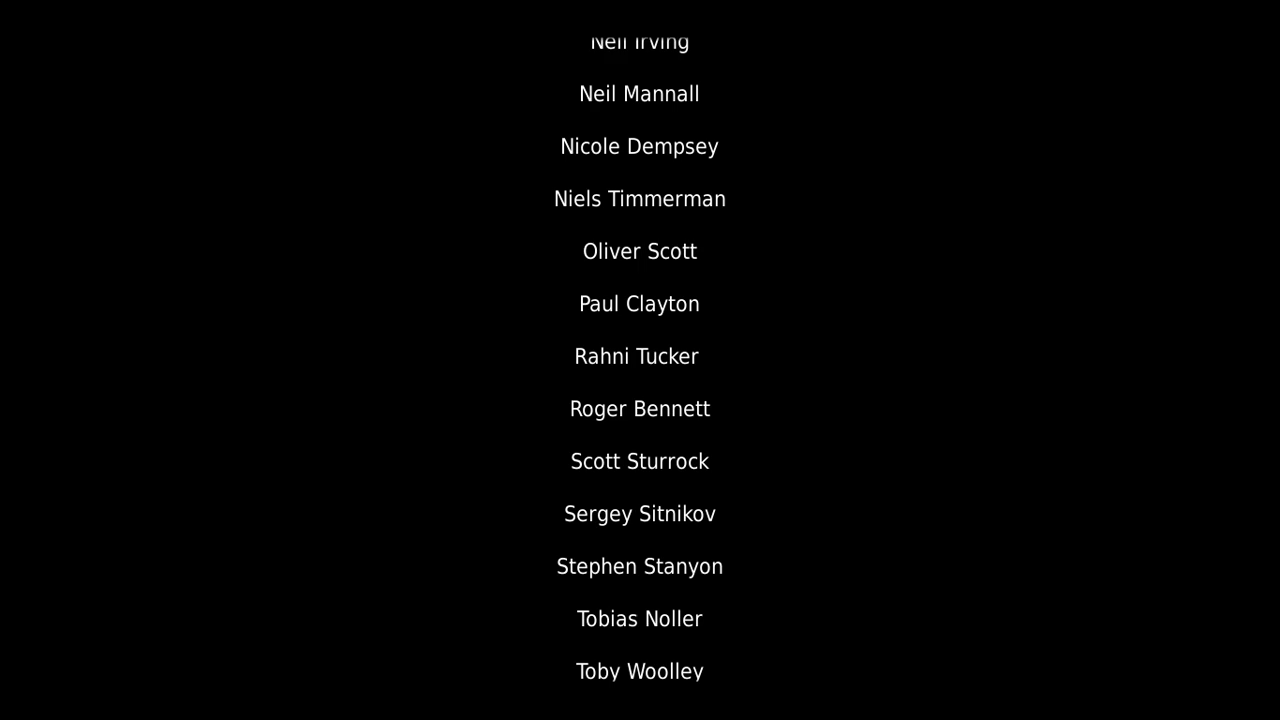 Neil Irving
Neil Mannall
Nicole Dempsey
Niels Timmerman
Oliver Scott
Paul Clayton
Rahni Tucker
Roger Bennett
Scott Sturrock
Sergey Sitnikov
Stephen Stanyon
Tobias Noller
Toby Woolley